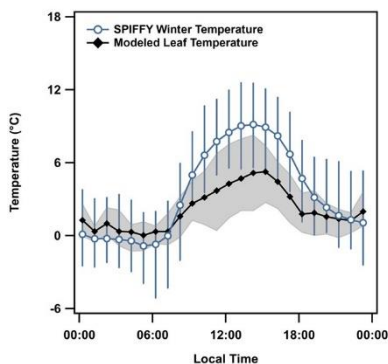 SPIFFY Winter Temperature
Modeled Leaf Temperature
18
12
6
0
-6
Temperature (°C)
00:00 06:00 12:00 18:00 00:00
Local Time